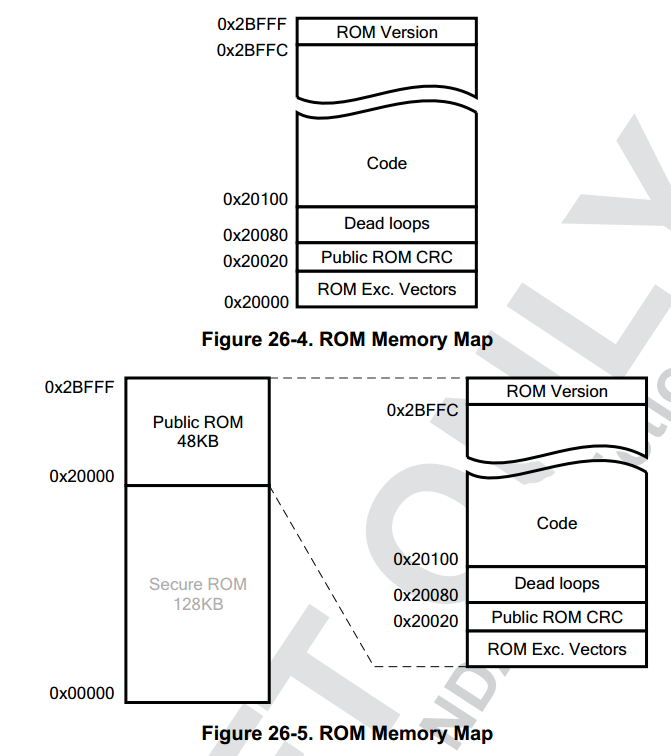 0x2BFFF
ROM Version
0x2BFFC
Code
0x20100
Dead loops
0x20080
Public ROM CRC
0x20020
ROM Exc. Vectors
0x20000
Figure 26-4. ROM Memory Map
0x2BFFF
ROM Version
0x2BFFC
Public ROM
48KB
0x20000
Code
0x20100
Secure ROM
128KB
Dead loops
0x20080
Public ROM CRC
0x20020
ROM Exc. Vectors
0x00000
Figure 26-5. ROM Memory Map